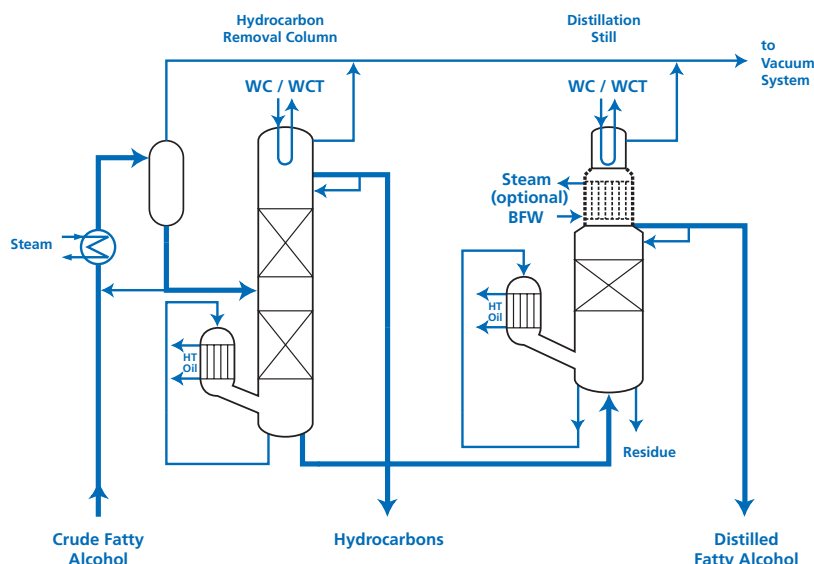 Hydrocarbon
Removal Column
Distillation
Still
to
Vacuum
System
WC / WCT
WC / WCT
Steam
(optional)
BFW
Steam
HT
Oil
HT
Oil
Residue
Crude Fatty
Alcohol
Hydrocarbons
Distilled
Fatty Alcohol